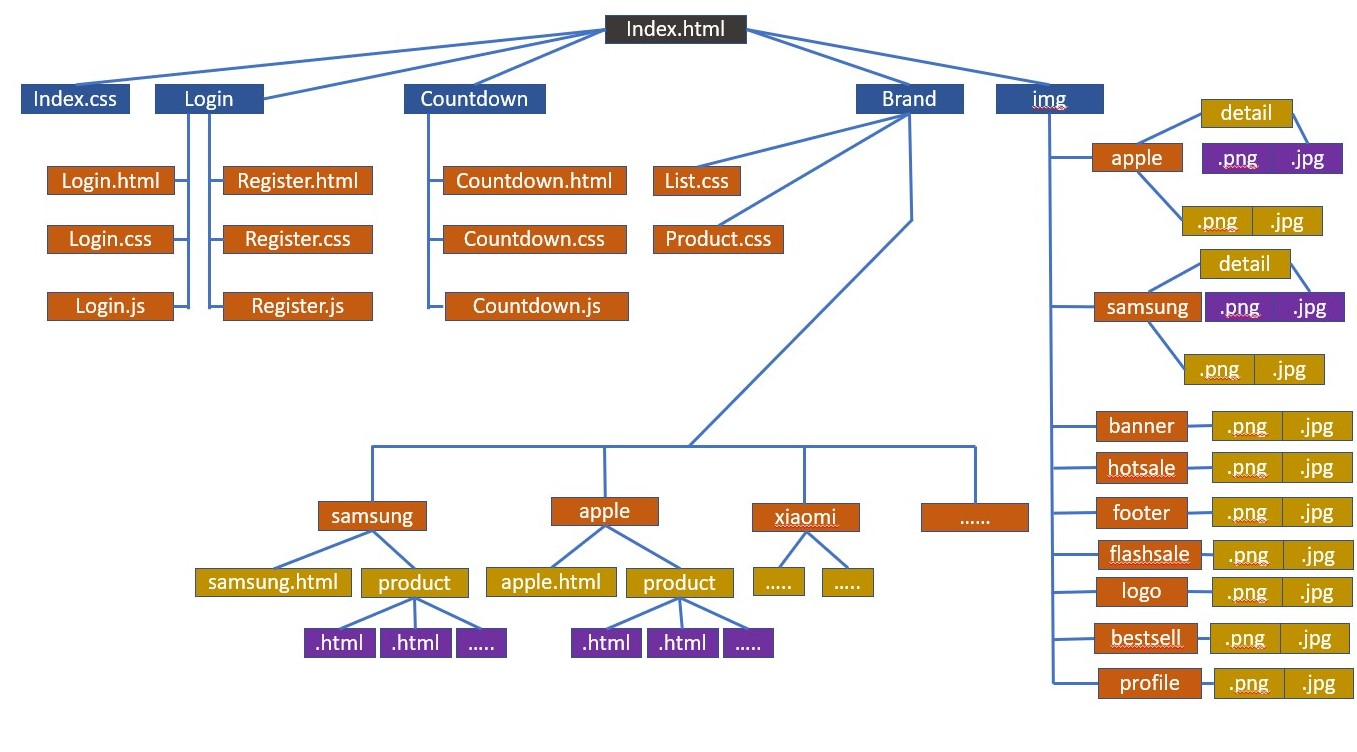 Index.html
Index.css
Login
Countdown
Brand
img
detail
apple
.png .jpg
Login.html
Register.html
Countdown.html
List.css
.png .jpg
Login.css
Register.css
Countdown.css
Product.css
detail
Login.js
Register.js
Countdown.js
samsung
.png .jpg
.png .jpg
banner .png .jpg
hotsale .png .jpg
samsung
apple
xiaomi
......
footer .png .jpg
flashsale .png .jpg
samsung.html
product
apple.html
product
.....
.....
logo .png .jpg
.html
.html
.....
.html
.html
.....
bestsell .png .jpg
profile .png .jpg